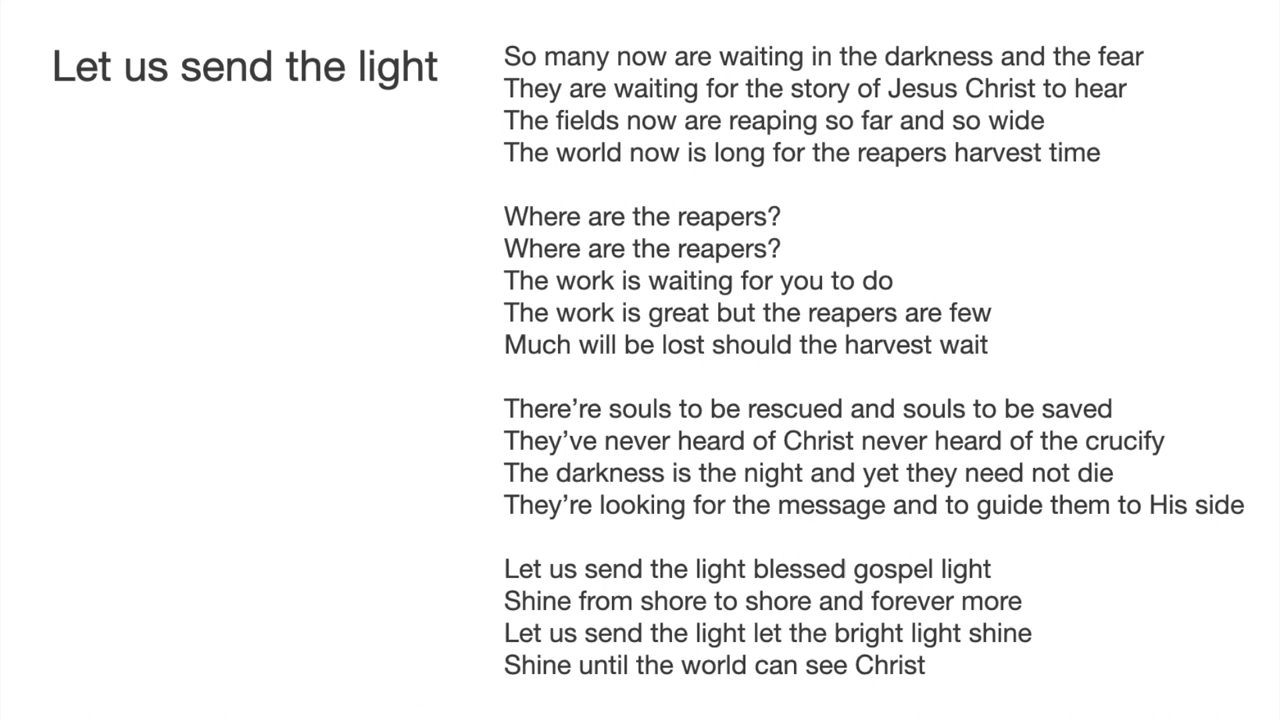 Let us send the light
So many now are waiting in the darkness and the fear
They are waiting for the story of Jesus Christ to hear
The fields now are reaping so far and so wide
The world now is long for the reapers harvest time
Where are the reapers?
Where are the reapers?
The work is waiting for you to do
The work is great but the reapers are few
Much will be lost should the harvest wait
There’re souls to be rescued and souls to be saved
They’ve never heard of Christ never heard of the crucify
The darkness is the night and yet they need not die
They’re looking for the message and to guide them to His side
Let us send the light blessed gospel light
Shine from shore to shore and forever more
Let us send the light let the bright light shine
Shine until the world can see Christ